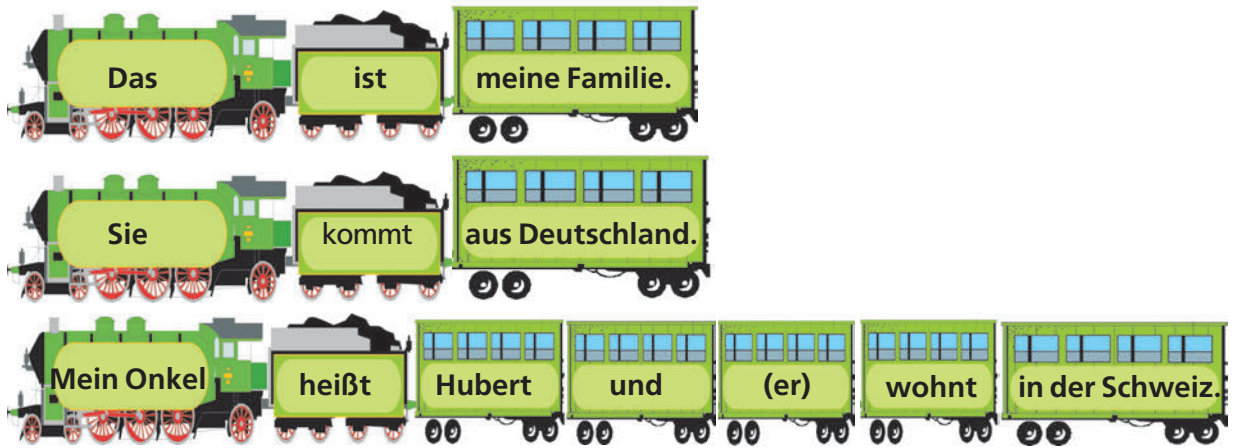 Das ist meine Familie.
Sie kommt aus Deutschland.
Mein Onkel heißt Hubert und (er) wohnt in der Schweiz.